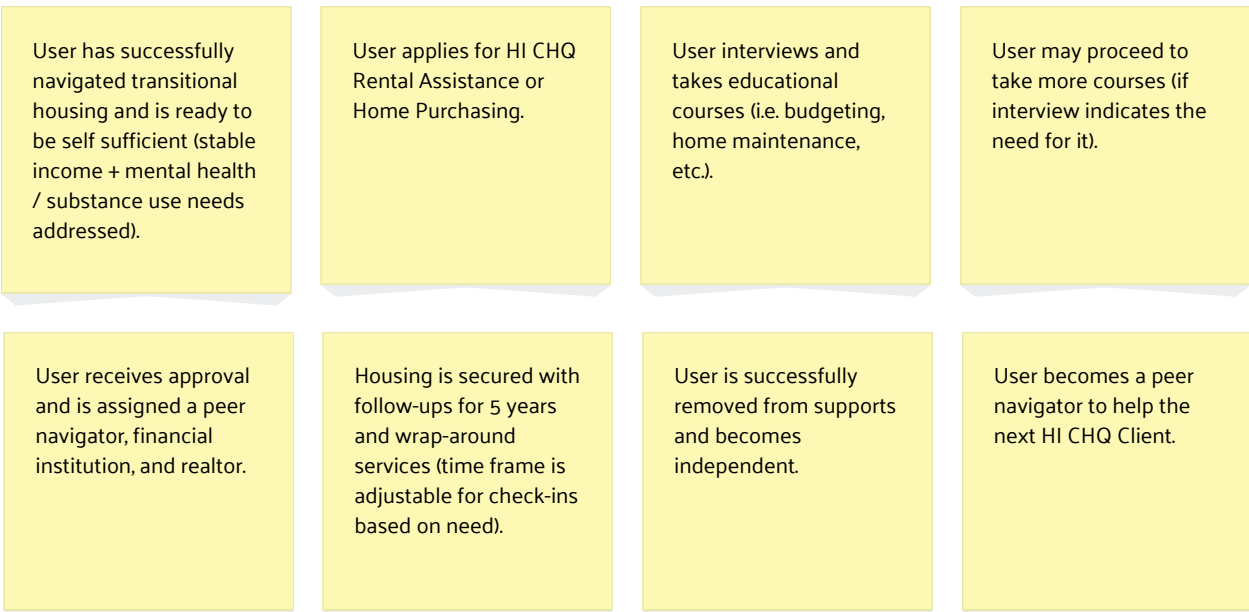 User has successfully
navigated transitional
housing and is ready to
be self sufficient (stable
income + mental health
/ substance use needs
addressed).
User applies for HI CHQ
Rental Assistance or
Home Purchasing.
User interviews and
takes educational
courses (i.e. budgeting,
home maintenance,
etc.).
User may proceed to
take more courses (if
interview indicates the
need for it).
User receives approval
and is assigned a peer
navigator, financial
institution, and realtor.
Housing is secured with
follow-ups for 5 years
and wrap-around
services (time frame is
adjustable for check-ins
based on need).
User is successfully
removed from supports
and becomes
independent.
User becomes a peer
navigator to help the
next HI CHQ Client.